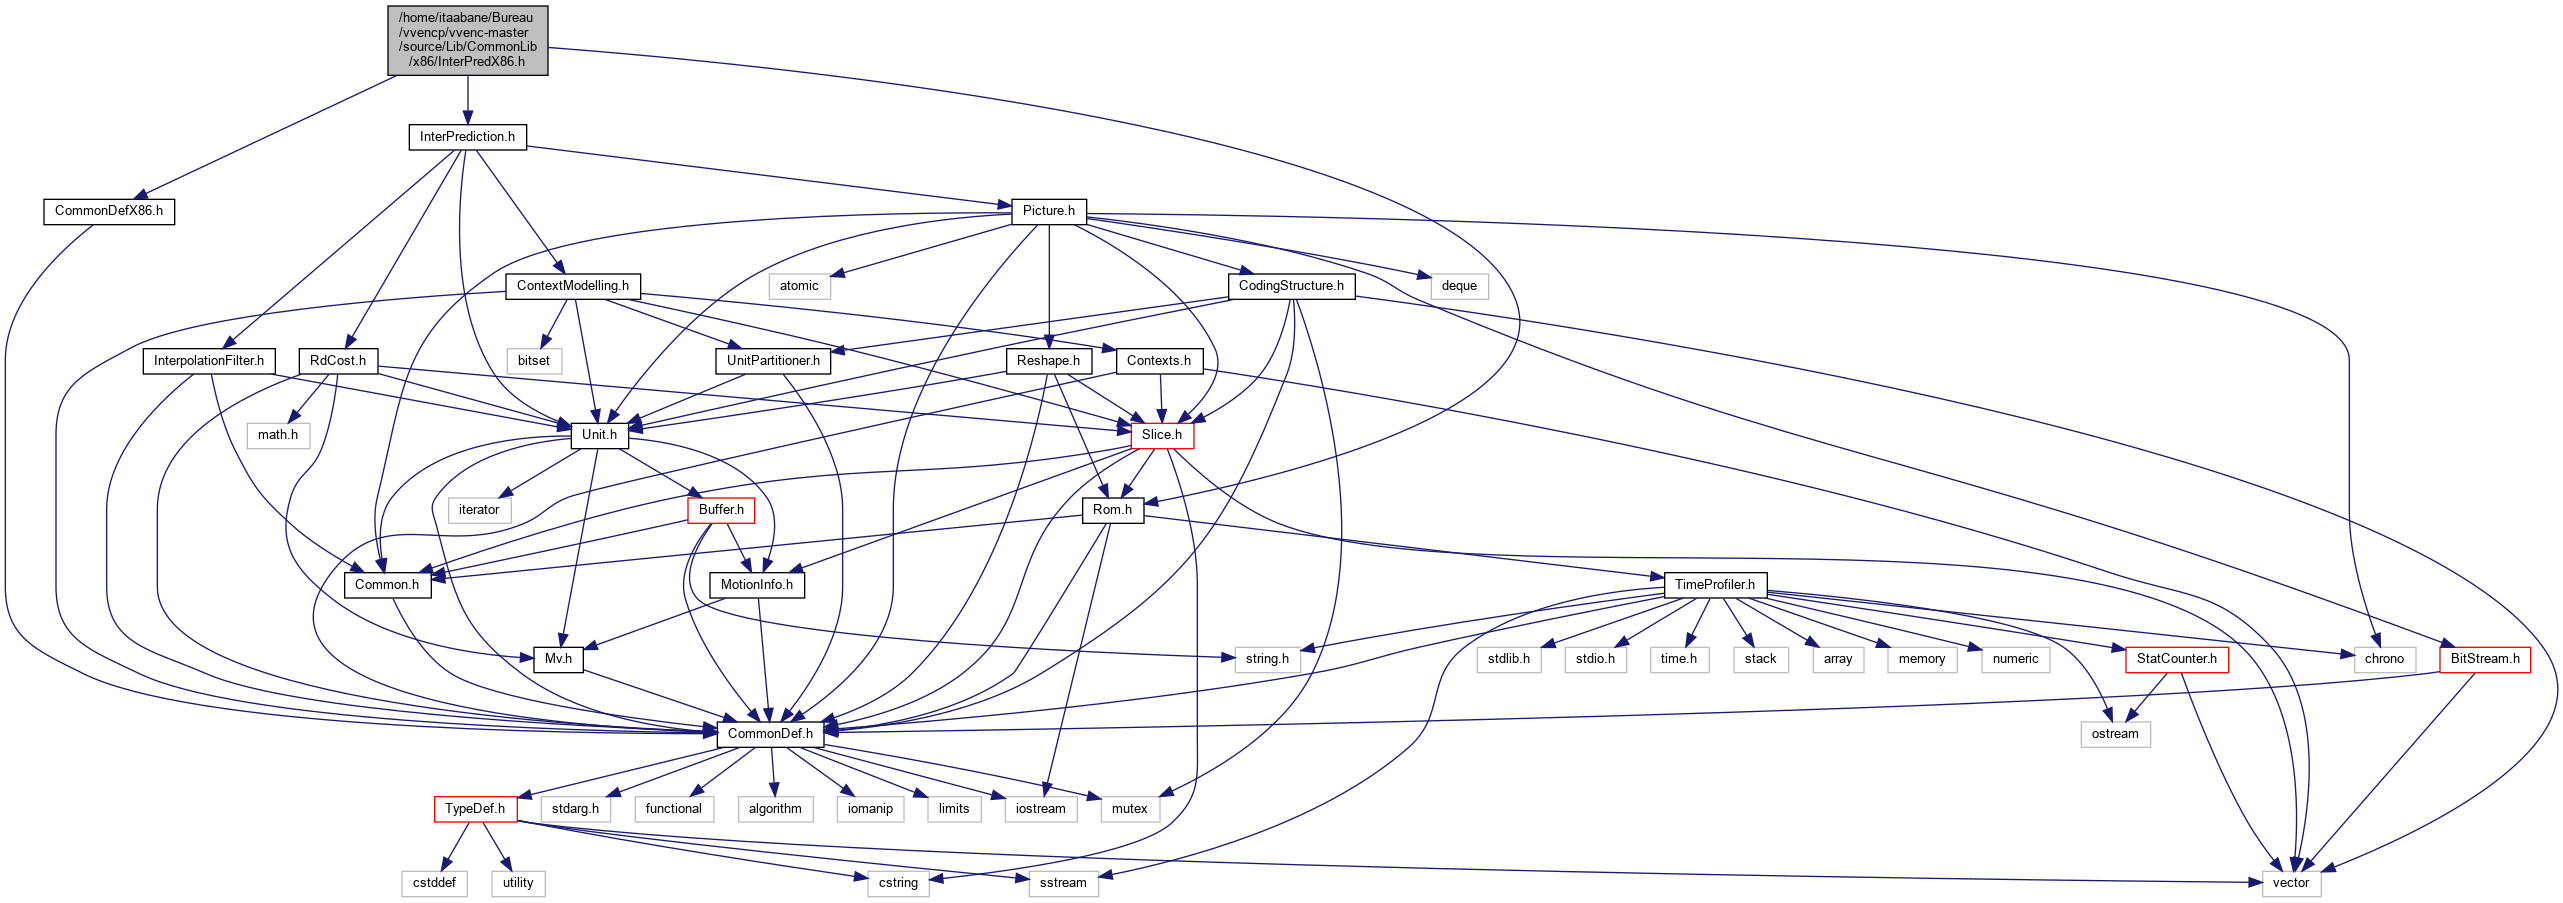 /home/itaabane/Bureau
/vvencp/vvenc-master
/source/Lib/CommonLib
/x86/InterPredX86.h
InterPrediction.h
CommonDefX86.h
Picture.h
ContextModelling.h
atomic
CodingStructure.h
deque
InterpolationFilter.h
RdCost.h
bitset
UnitPartitioner.h
Reshape.h
Contexts.h
math.h
Unit.h
Slice.h
iterator
Buffer.h
Rom.h
Common.h
MotionInfo.h
TimeProfiler.h
Mv.h
string.h
stdlib.h
stdio.h
time.h
stack
array
memory
numeric
StatCounter.h
chrono
BitStream.h
CommonDef.h
ostream
TypeDef.h
stdarg.h
functional
algorithm
iomanip
limits
iostream
mutex
cstddef
utility
cstring
sstream
vector